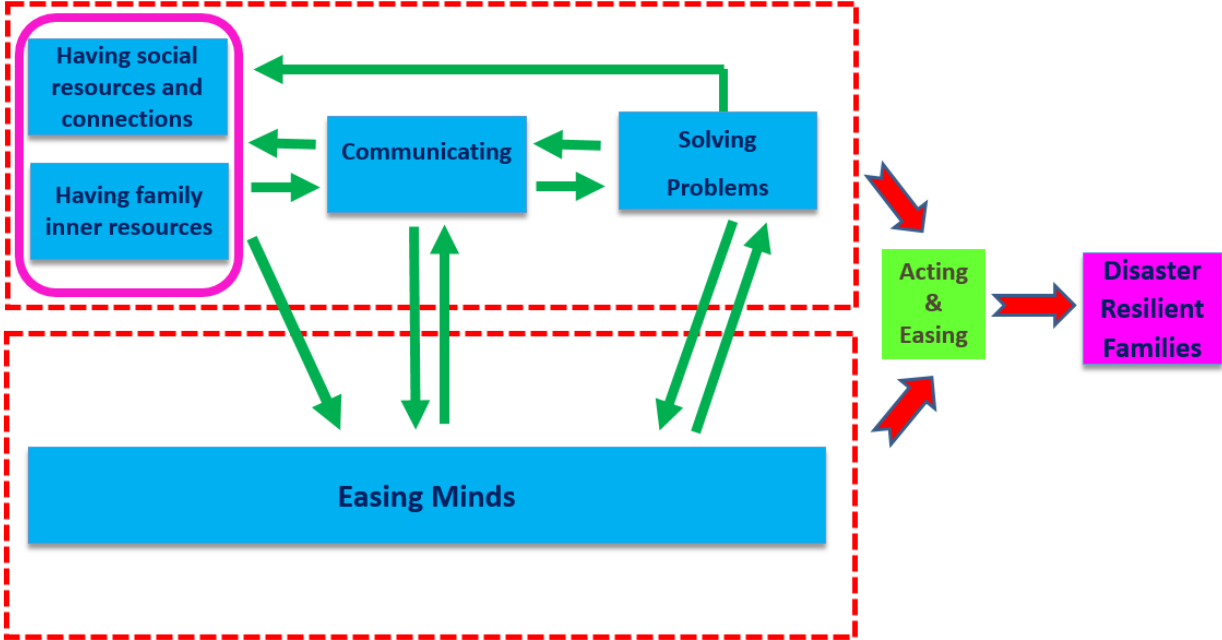 Having social
resources and
connections
Having family
inner resources
Communicating
Solving
Problems
Easing Minds
Acting
&
Easing
Disaster
Resilient
Families